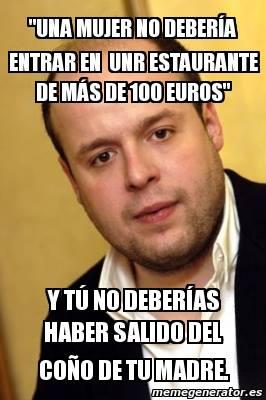 "UNA MUJER NO DEBERÍA
ENTRAR EN UNR ESTAURANTE
DE MÁS DE 100 EUROS"
Y TÚ NO DEBERÍAS
HABER SALIDO DEL
COÑO DE TU MADRE.
memegenerator.es